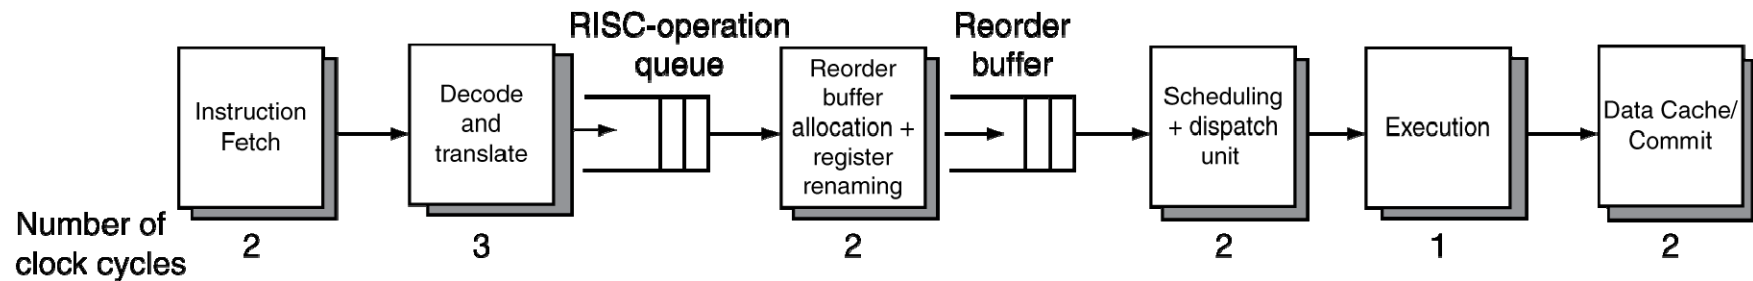 RISC-operation
queue
Reorder
buffer
Instruction
Fetch
Decode
and
translate
Reorder
buffer
allocation +
register
renaming
Scheduling
+ dispatch
unit
Execution
Data Cache/
Commit
Number of
clock cycles
2
3
2
2
1
2